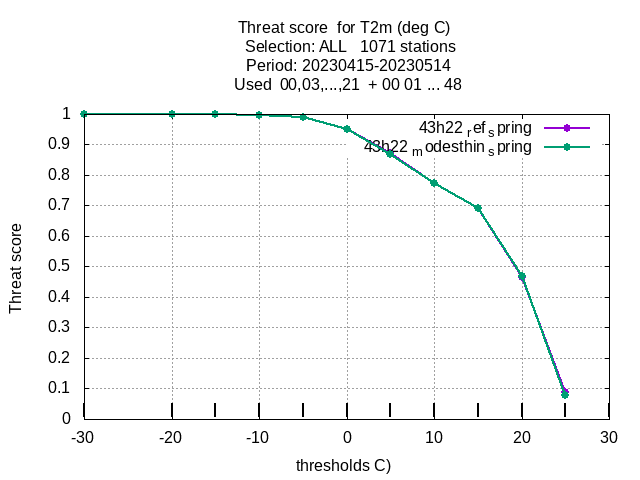 Threat score  for T2m (deg C)
Selection: ALL   1071 stations
Period: 20230415-20230514
Used  00,03,...,21  + 00 01 ... 48
43h22 ref spring
43h22 modesthin spring
1
0.9
0.8
0.7
0.6
0.5
0.4
0.3
0.2
0.1
0
Threat score
-30 -20 -10 0 10 20 30
thresholds C)